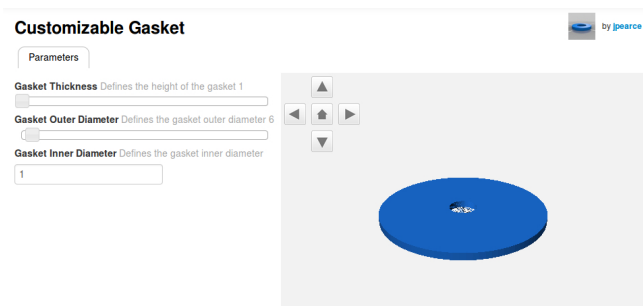 Customizable Gasket
by jpearce
Parameters
Gasket Thickness Defines the height of the gasket 1
Gasket Outer Diameter Defines the gasket outer diameter 6
Gasket Inner Diameter Defines the gasket inner diameter
1